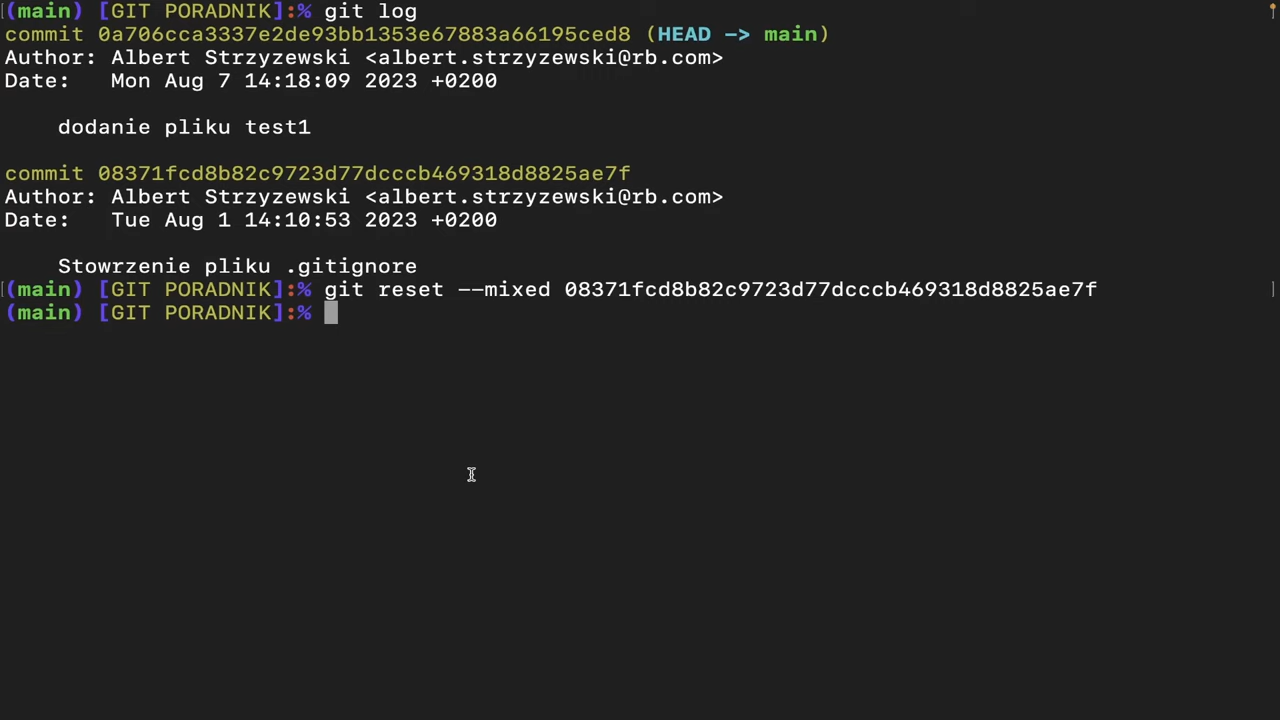 (main) [GIT PORADNIK]:% git log
commit 0a706cca3337e2de93bb1353e67883a66195ced8 (HEAD -> main)
Author: Albert Strzyzewski <albert.strzyzewski@rb.com>
Date:   Mon Aug 7 14:18:09 2023 +0200
dodanie pliku test1
commit 08371fcd8b82c9723d77dcccb469318d8825ae7f
Author: Albert Strzyzewski <albert.strzyzewski@rb.com>
Date:   Tue Aug 1 14:10:53 2023 +0200
Stowrzenie pliku .gitignore
(main) [GIT PORADNIK]:% git reset --mixed 08371fcd8b82c9723d77dcccb469318d8825ae7f
(main) [GIT PORADNIK]:%